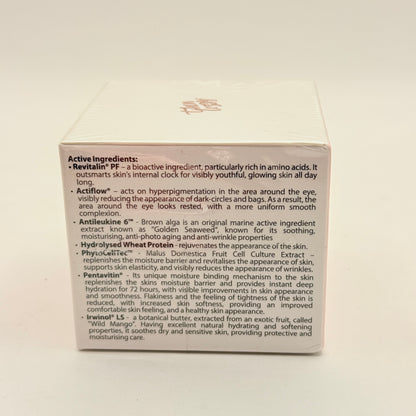 Active Ingredients:
• Revitalin® PF – a bioactive ingredient, particularly rich in amino acids. It
outsmarts skin's internal clock for visibly youthful, glowing skin all day
long.
• Actiflow® – acts on hyperpigmentation in the area around the eye,
visibly reducing the appearance of dark-circles and bags. As a result, the
area around the eye looks rested, with a more uniform smooth
complexion.
• Antileukine 6™ - Brown alga is an original marine active ingredient
extract known as "Golden Seaweed", known for its soothing,
moisturising, anti-photo aging and anti-wrinkle properties
• Hydrolysed Wheat Protein - rejuvenates the appearance of the skin.
• PhytoCellTec™ - Malus Domestica Fruit Cell Culture Extract –
replenishes the moisture barrier and revitalises the appearance of skin,
supports skin elasticity, and visibly reduces the appearance of wrinkles.
• Pentavitin® - Its unique moisture binding mechanism to the skin
replenishes the skins moisture barrier and provides instant deep
hydration for 72 hours, with visible improvements in skin appearance
and smoothness. Flakiness and the feeling of tightness of the skin is
reduced, with increased skin softness, providing an improved
comfortable skin feeling, and a healthy skin appearance.
• Irwinol® LS – a botanical butter, extracted from an exotic fruit, called
"Wild Mango". Having excellent natural hydrating and softening
properties, it soothes dry and sensitive skin, providing protective and
moisturising care.